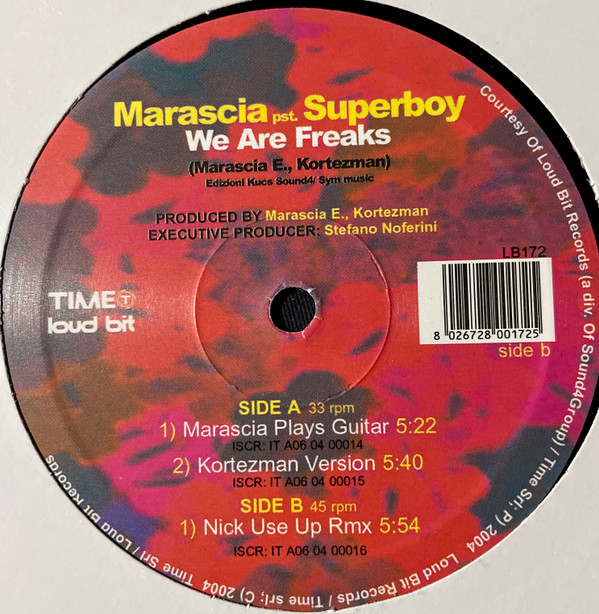 Marascia pst. Superboy
We Are Freaks
(Marascia E., Kortezman)
Edizioni Kucs Sound4/ Sym music
PRODUCED BY Marascia E., Kortezman
EXECUTIVE PRODUCER: Stefano Noferini
LB172
8 026728 001725
side b
TIME T
loud bit
SIDE A 33 rpm
1) Marascia Plays Guitar 5:22
ISCR: IT A06 04 00014
2) Kortezman Version 5:40
ISCR: IT A06 04 00015
SIDE B 45 rpm
1) Nick Use Up Rmx 5:54
ISCR: IT A06 04 00016
Courtesy Of Loud Bit Records (a div. Of Sound4Group) / Time Srl; P) 2004 Loud Bit Records / Time srl; C) 2004 Time Srl / Loud Bit Records